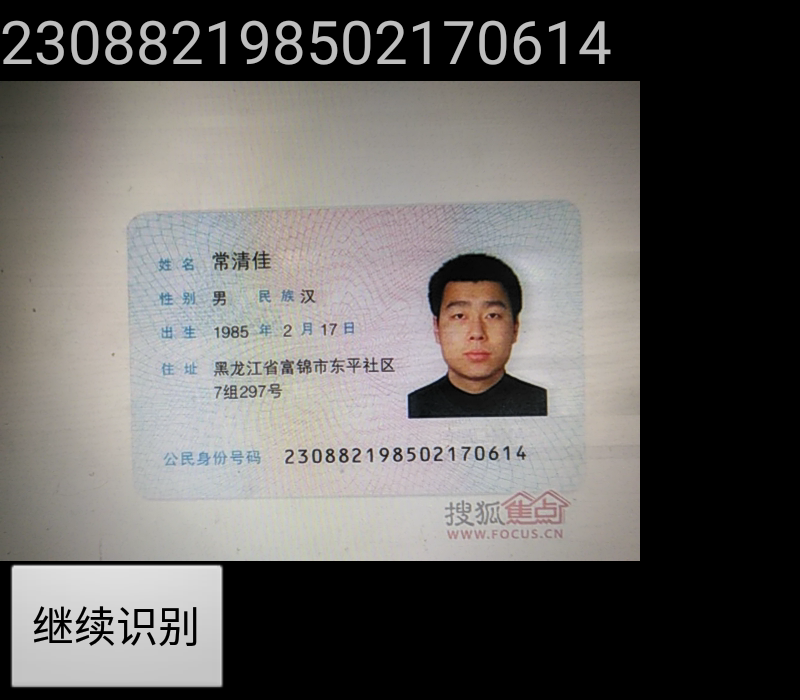 230882198502170614
姓名 常清佳
性别 男 民族 汉
出生 1985 年 2 月 17 日
住址 黑龙江省富锦市东平社区
7组297号
公民身份号码 230882198502170614
搜狐焦点
WWW.FOCUS.CN
继续识别